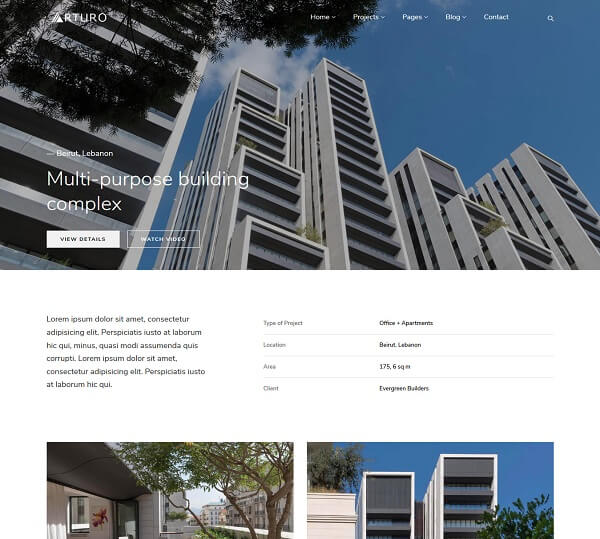 ARTURO
Home Projects Pages Blog Contact
— Beirut, Lebanon
Multi-purpose building
complex
VIEW DETAILS WATCH VIDEO
Lorem ipsum dolor sit amet, consectetur
adipisicing elit. Perspiciatis iusto at laborum
hic qui, minus, quasi modi assumenda quis
corrupti. Lorem ipsum dolor sit amet,
consectetur adipisicing elit. Perspiciatis iusto
at laborum hic qui.
Type of Project Office + Apartments
Location Beirut, Lebanon
Area 175, 6 sq m
Client Evergreen Builders